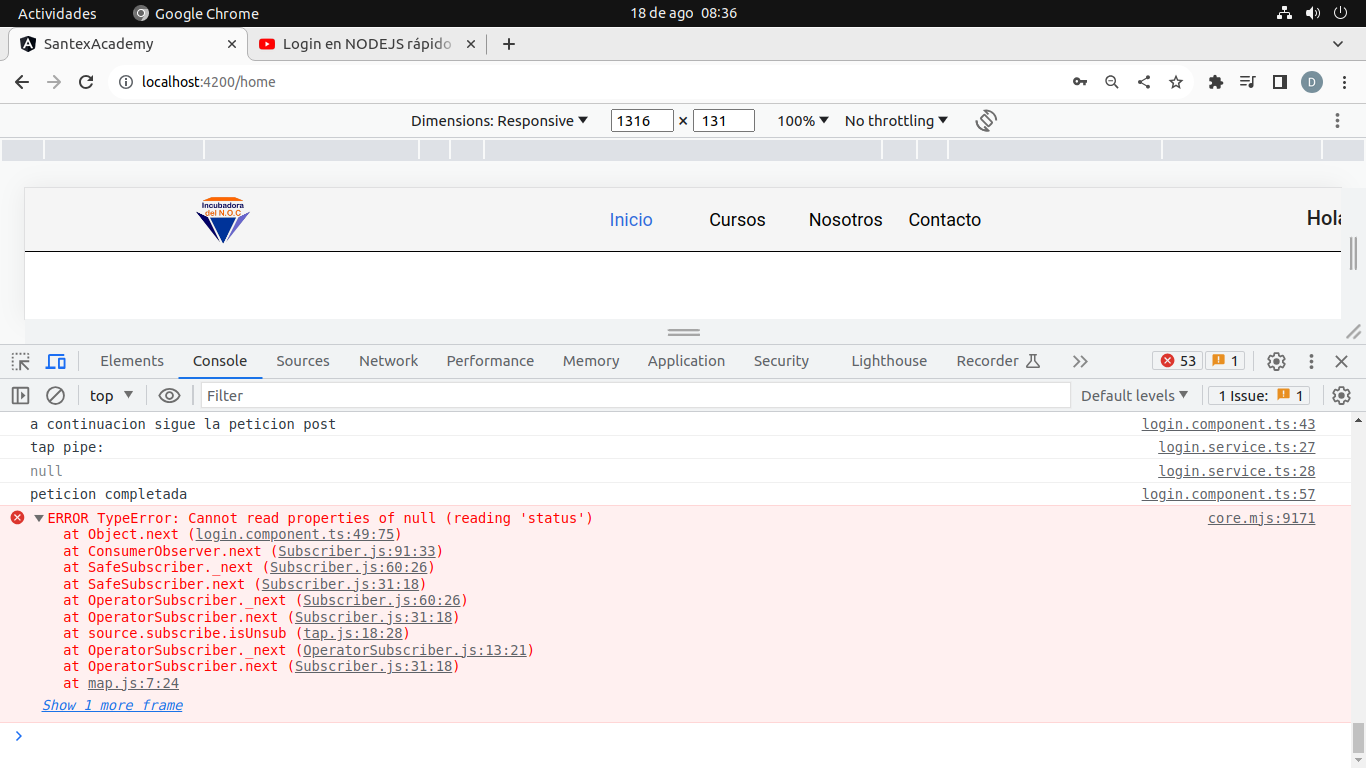 Actividades Google Chrome 18 de ago 08:36
SantexAcademy Login en NODEJS rápido
localhost:4200/home D
Dimensions: Responsive 1316 × 131 100% No throttling
Incubadora
del N.O.C
Inicio Cursos Nosotros Contacto Hola
Elements Console Sources Network Performance Memory Application Security Lighthouse Recorder 53 1
top Filter Default levels 1 Issue: 1
a continuacion sigue la peticion post login.component.ts:43
tap pipe: login.service.ts:27
null login.service.ts:28
peticion completada login.component.ts:57
ERROR TypeError: Cannot read properties of null (reading 'status') core.mjs:9171
at Object.next (login.component.ts:49:75)
at ConsumerObserver.next (Subscriber.js:91:33)
at SafeSubscriber._next (Subscriber.js:60:26)
at SafeSubscriber.next (Subscriber.js:31:18)
at OperatorSubscriber._next (Subscriber.js:60:26)
at OperatorSubscriber.next (Subscriber.js:31:18)
at source.subscribe.isUnsub (tap.js:18:28)
at OperatorSubscriber._next (OperatorSubscriber.js:13:21)
at OperatorSubscriber.next (Subscriber.js:31:18)
at map.js:7:24
Show 1 more frame